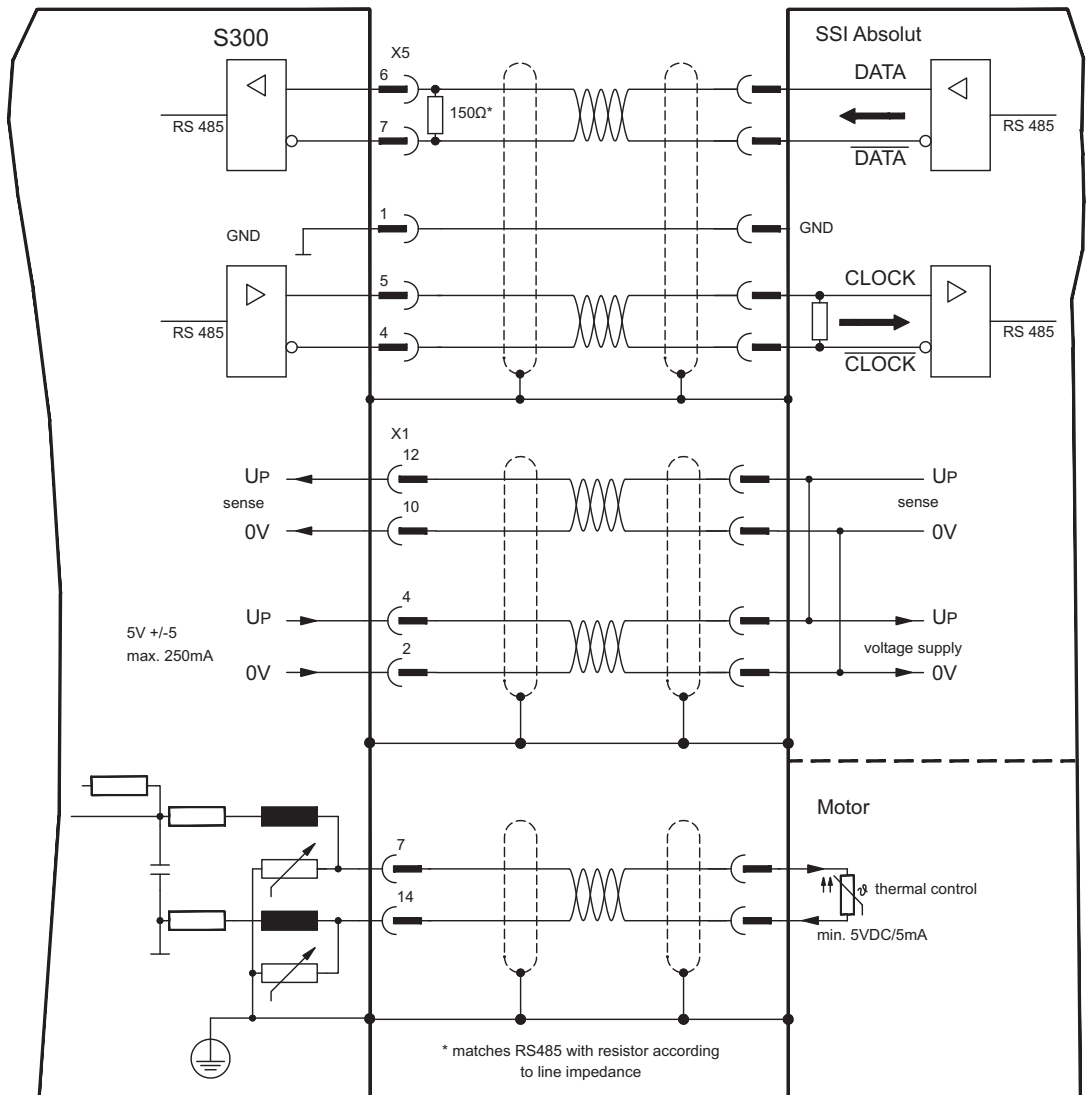 S300
SSI Absolut
X5
6
DATA
150Ω*
RS 485
7
RS 485
DATA
1
GND
GND
5
CLOCK
RS 485
4
RS 485
CLOCK
X1
12
UP
UP
sense
sense
10
0V
0V
4
UP
UP
5V +/-5
voltage supply
max. 250mA
2
0V
0V
Motor
7
ϑ thermal control
14
min. 5VDC/5mA
* matches RS485 with resistor according
to line impedance